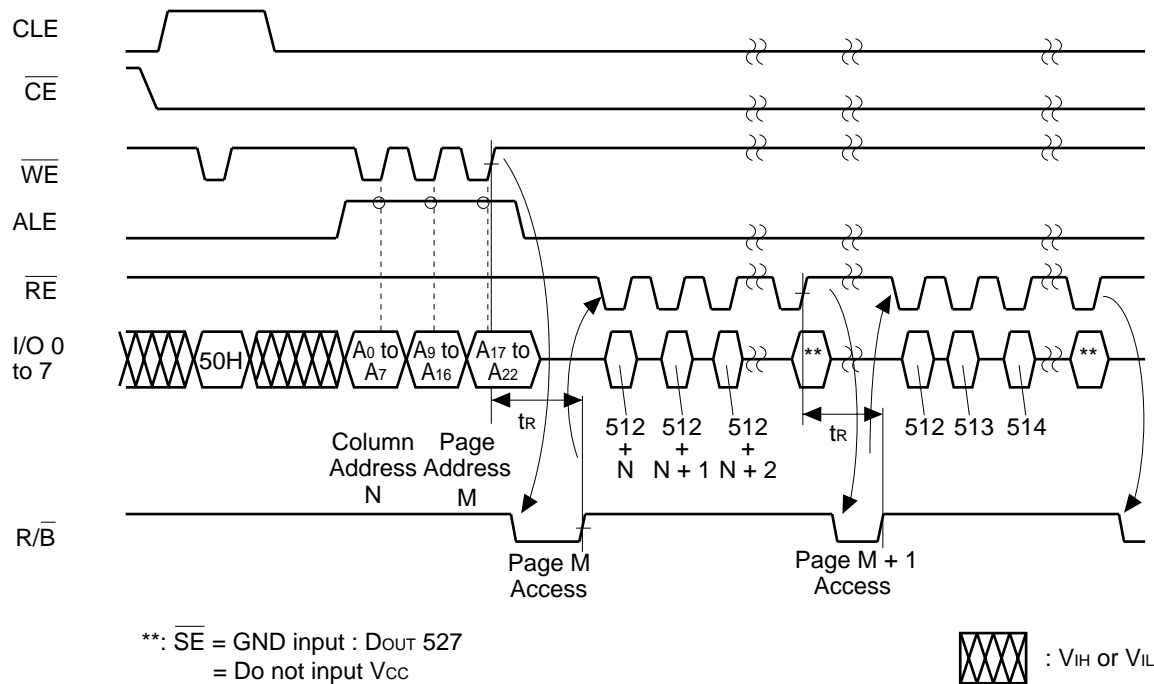 CLE
CE
WE
ALE
RE
I/O 0
to 7
50H
A0 to
A7
A9 to
A16
A17 to
A22
**
**
tR
tR
Column
Address
N
Page
Address
M
512
+
N
512
+
N + 1
512
+
N + 2
512
513
514
R/B
Page M
Access
Page M + 1
Access
**: SE = GND input : DOUT 527
= Do not input VCC
: VIH or VIL